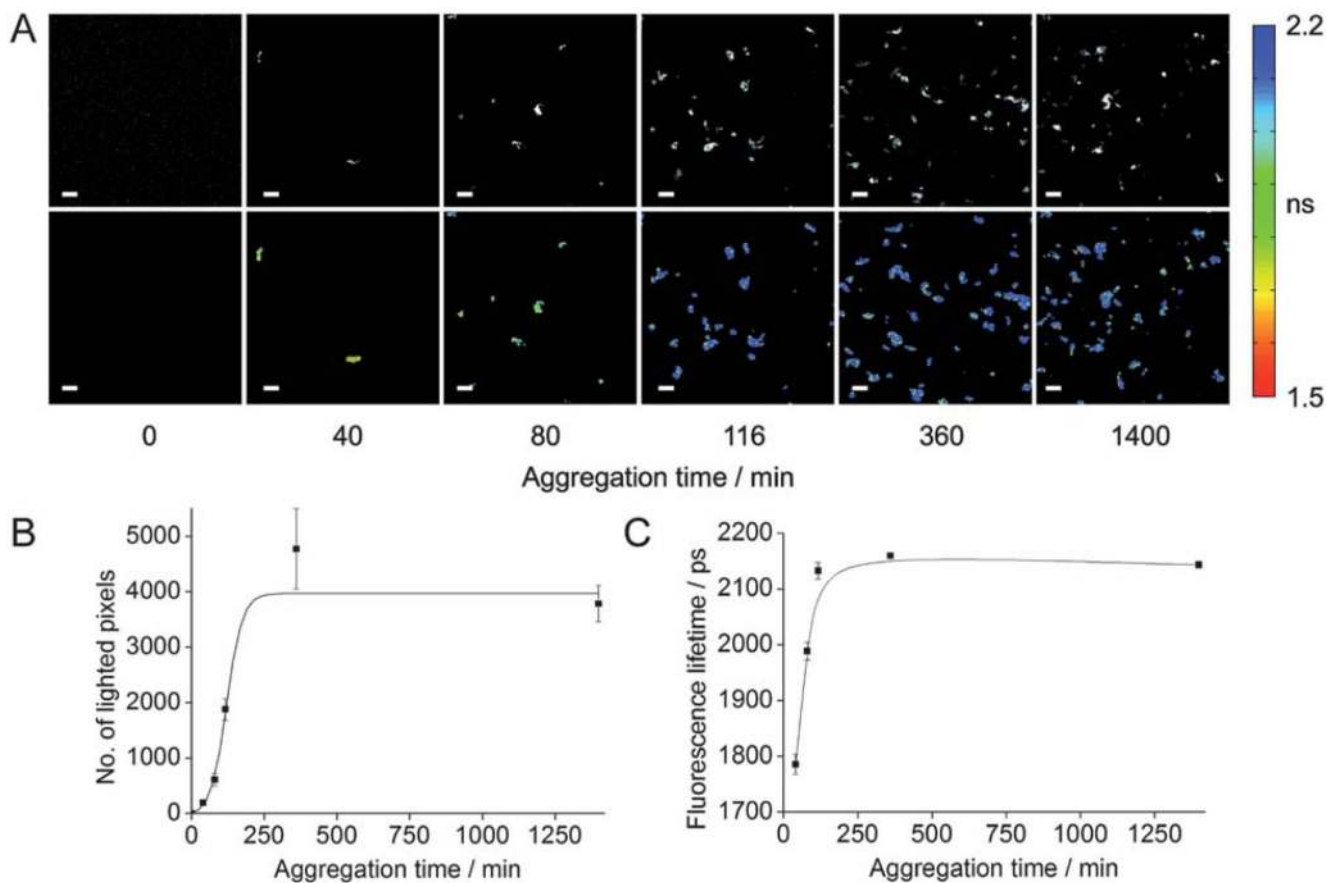 A
2.2
ns
1.5
0 40 80 116 360 1400
Aggregation time / min
B
No. of lighted pixels
5000
4000
3000
2000
1000
0
0 250 500 750 1000 1250
Aggregation time / min
C
Fluorescence lifetime / ps
2200
2100
2000
1900
1800
1700
0 250 500 750 1000 1250
Aggregation time / min